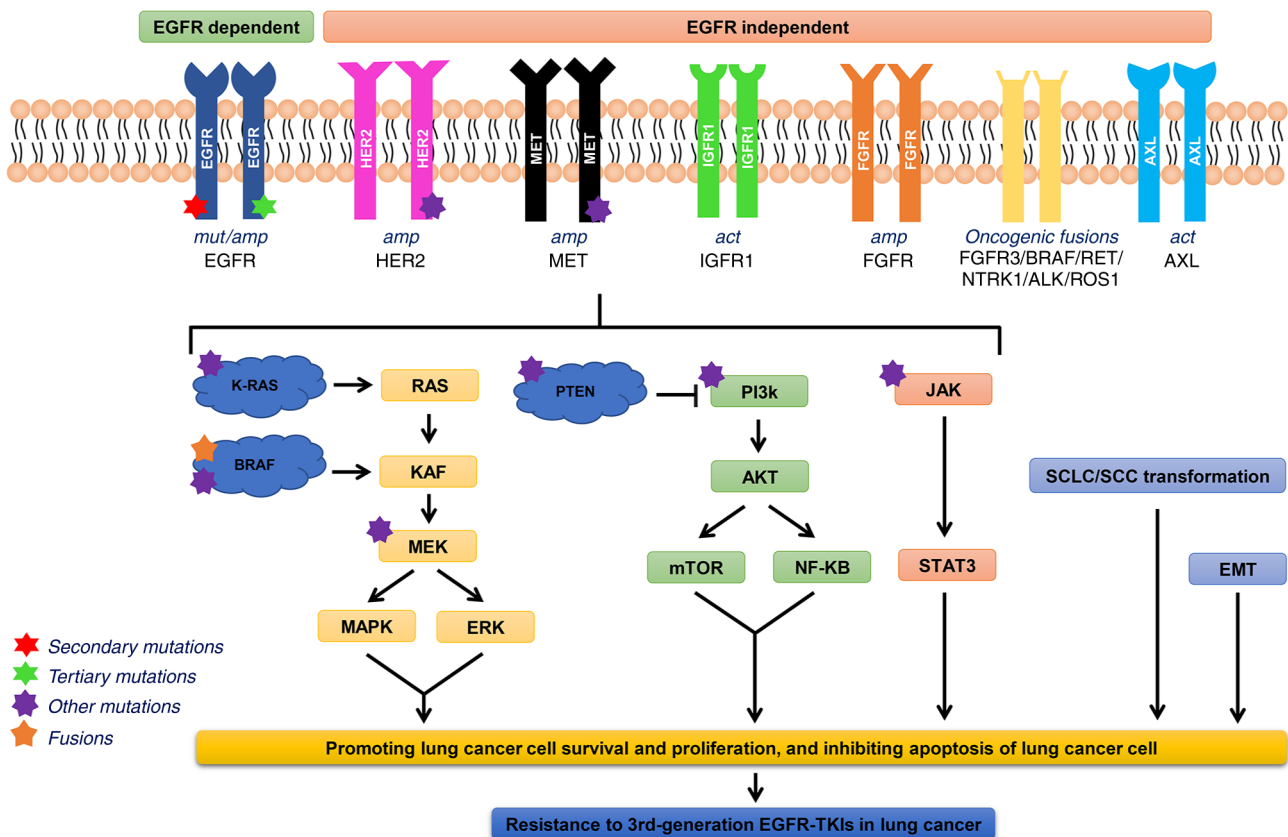 EGFR dependent
EGFR independent
EGFR
EGFR
HER2
HER2
MET
MET
IGFR1
IGFR1
FGFR
FGFR
AXL
AXL
mut/amp
EGFR
amp
HER2
amp
MET
act
IGFR1
amp
FGFR
Oncogenic fusions
FGFR3/BRAF/RET/
NTRK1/ALK/ROS1
act
AXL
K-RAS
RAS
PTEN
PI3k
JAK
BRAF
KAF
AKT
SCLC/SCC transformation
MEK
mTOR
NF-KB
STAT3
EMT
MAPK
ERK
Secondary mutations
Tertiary mutations
Other mutations
Fusions
Promoting lung cancer cell survival and proliferation, and inhibiting apoptosis of lung cancer cell
Resistance to 3rd-generation EGFR-TKIs in lung cancer